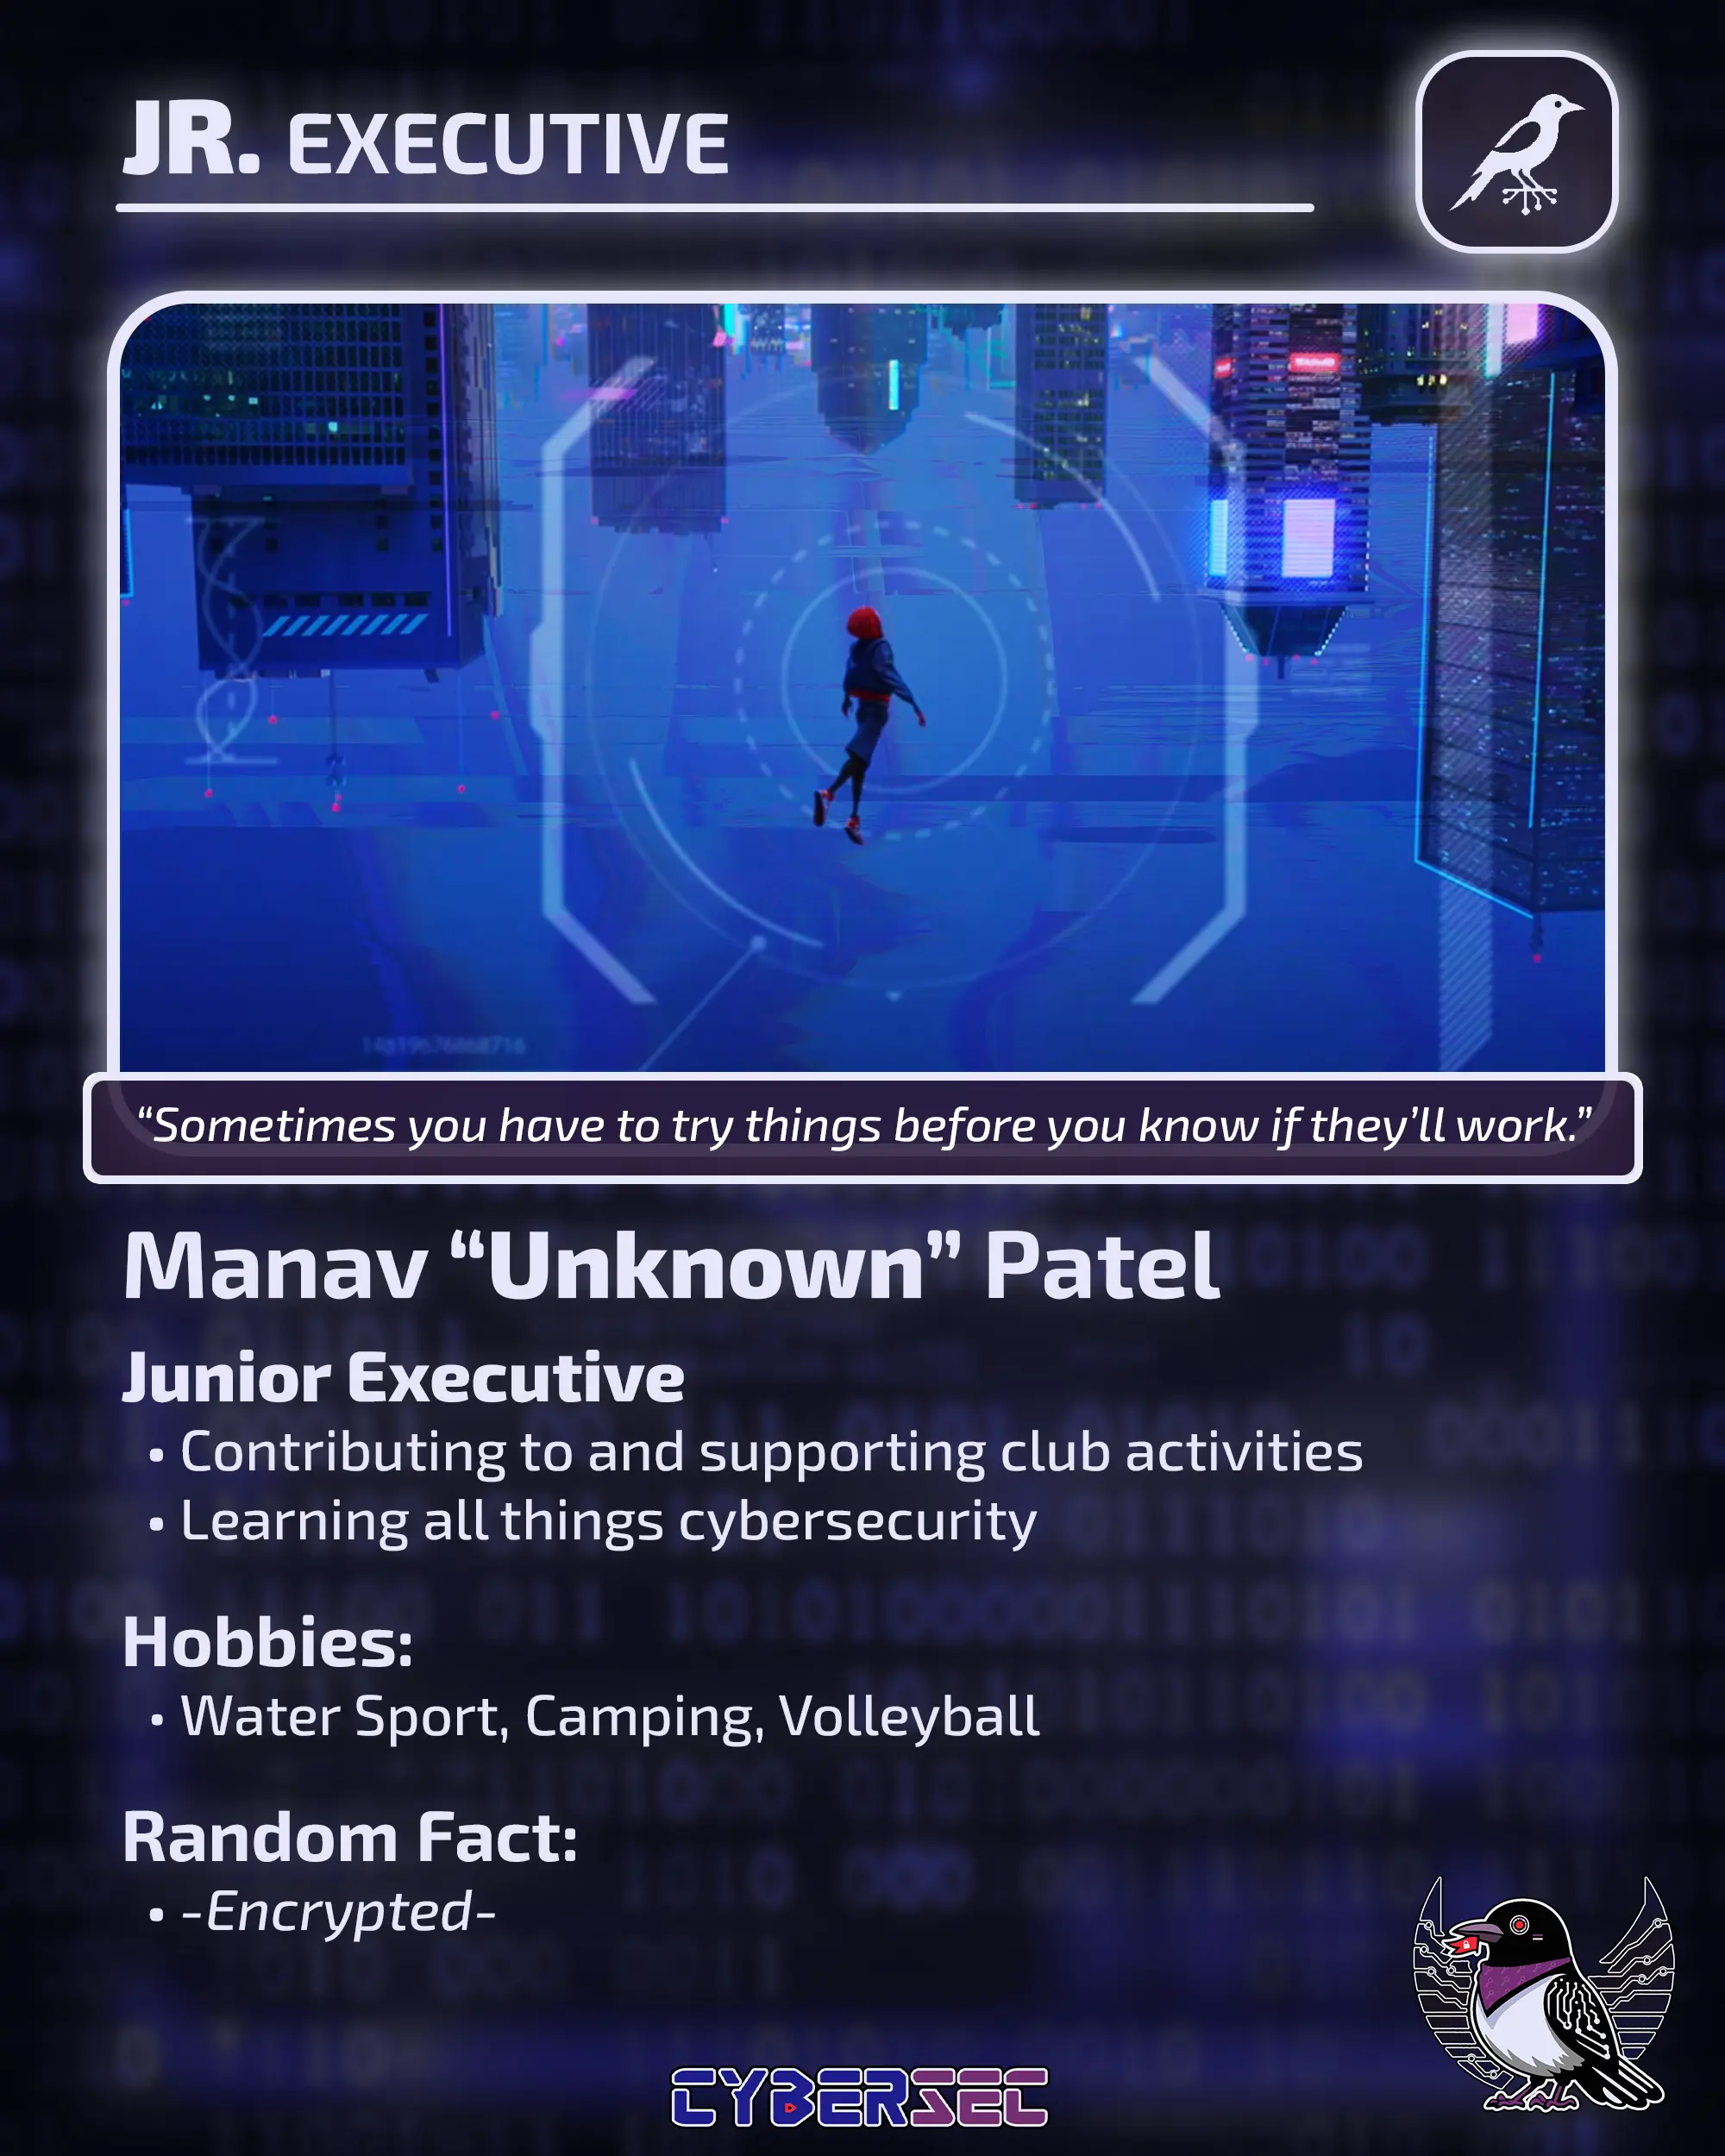 JR. EXECUTIVE
“Sometimes you have to try things before you know if they’ll work.”
Manav “Unknown” Patel
Junior Executive
• Contributing to and supporting club activities
• Learning all things cybersecurity
Hobbies:
• Water Sport, Camping, Volleyball
Random Fact:
• -Encrypted-
CYBERSEC